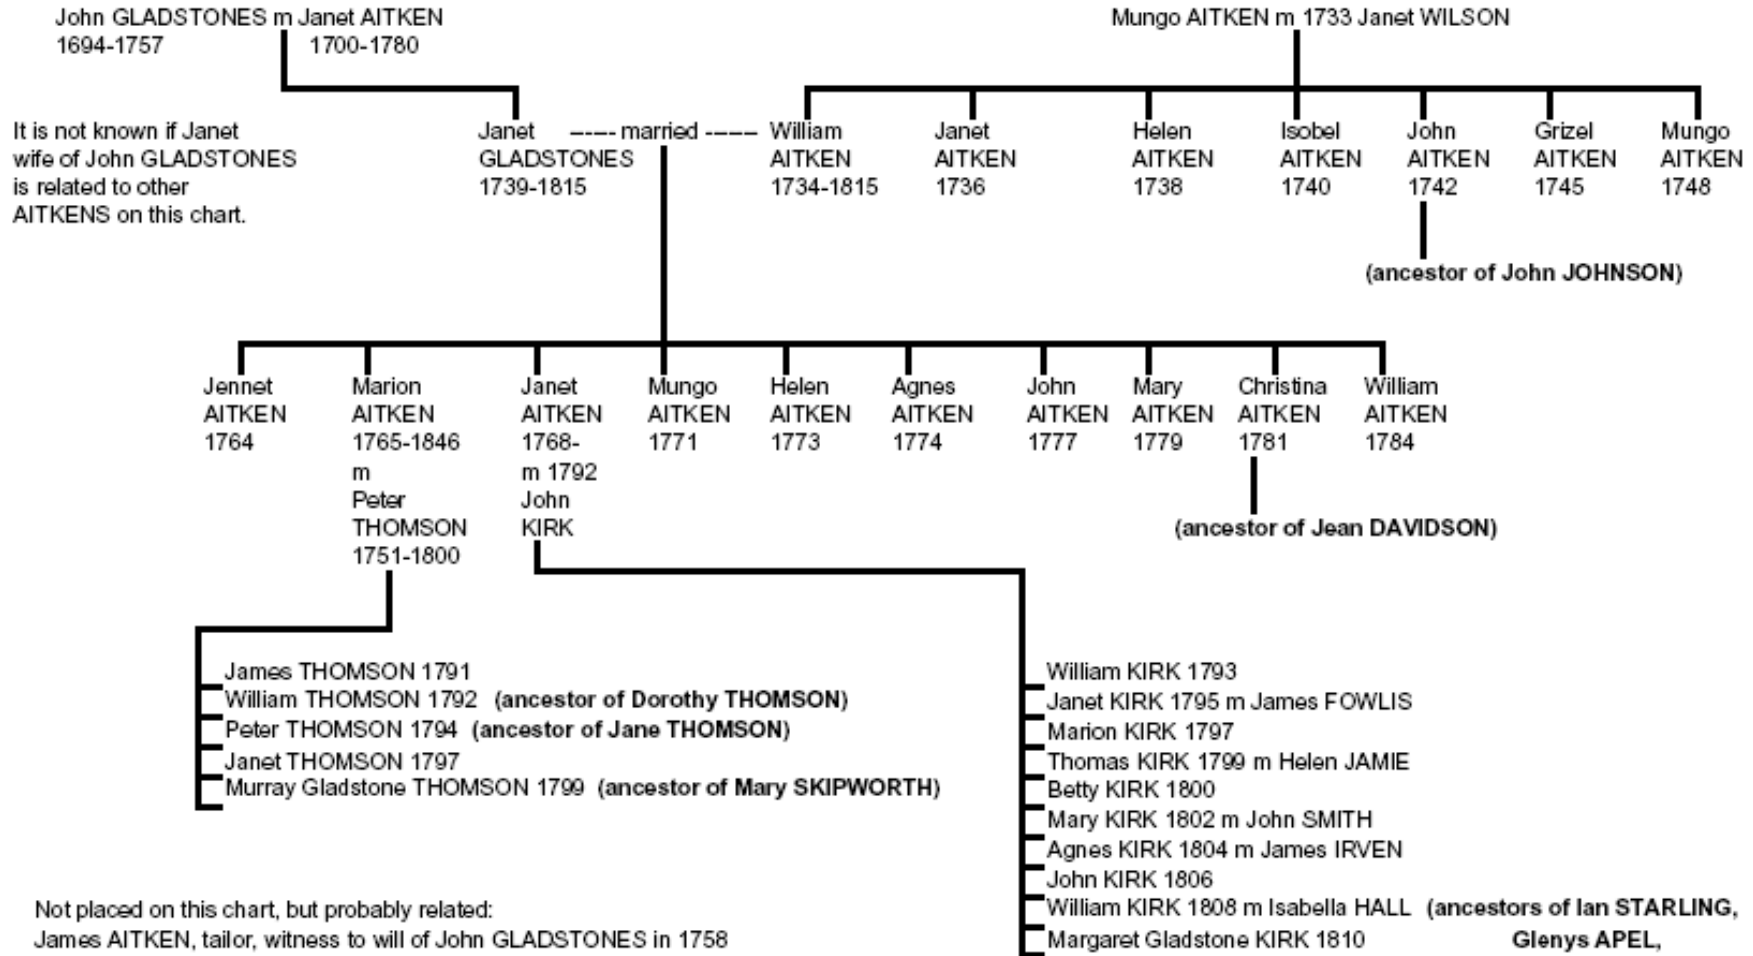 John GLADSTONES m Janet AITKEN
1694-1757 1700-1780
Mungo AITKEN m 1733 Janet WILSON
It is not known if Janet
wife of John GLADSTONES
is related to other
AITKENS on this chart.
Janet
GLADSTONES
1739-1815
----- married ------
William
AITKEN
1734-1815
Janet
AITKEN
1736
Helen
AITKEN
1738
Isobel
AITKEN
1740
John
AITKEN
1742
Grizel
AITKEN
1745
Mungo
AITKEN
1748
(ancestor of John JOHNSON)
Jennet
AITKEN
1764
Marion
AITKEN
1765-1846
m
Peter
THOMSON
1751-1800
Janet
AITKEN
1768-
m 1792
John
KIRK
Mungo
AITKEN
1771
Helen
AITKEN
1773
Agnes
AITKEN
1774
John
AITKEN
1777
Mary
AITKEN
1779
Christina
AITKEN
1781
William
AITKEN
1784
(ancestor of Jean DAVIDSON)
James THOMSON 1791
William THOMSON 1792 (ancestor of Dorothy THOMSON)
Peter THOMSON 1794 (ancestor of Jane THOMSON)
Janet THOMSON 1797
Murray Gladstone THOMSON 1799 (ancestor of Mary SKIPWORTH)
William KIRK 1793
Janet KIRK 1795 m James FOWLIS
Marion KIRK 1797
Thomas KIRK 1799 m Helen JAMIE
Betty KIRK 1800
Mary KIRK 1802 m John SMITH
Agnes KIRK 1804 m James IRVEN
John KIRK 1806
William KIRK 1808 m Isabella HALL (ancestors of Ian STARLING,
Margaret Gladstone KIRK 1810 Glenys APEL,
Not placed on this chart, but probably related:
James AITKEN, tailor, witness to will of John GLADSTONES in 1758